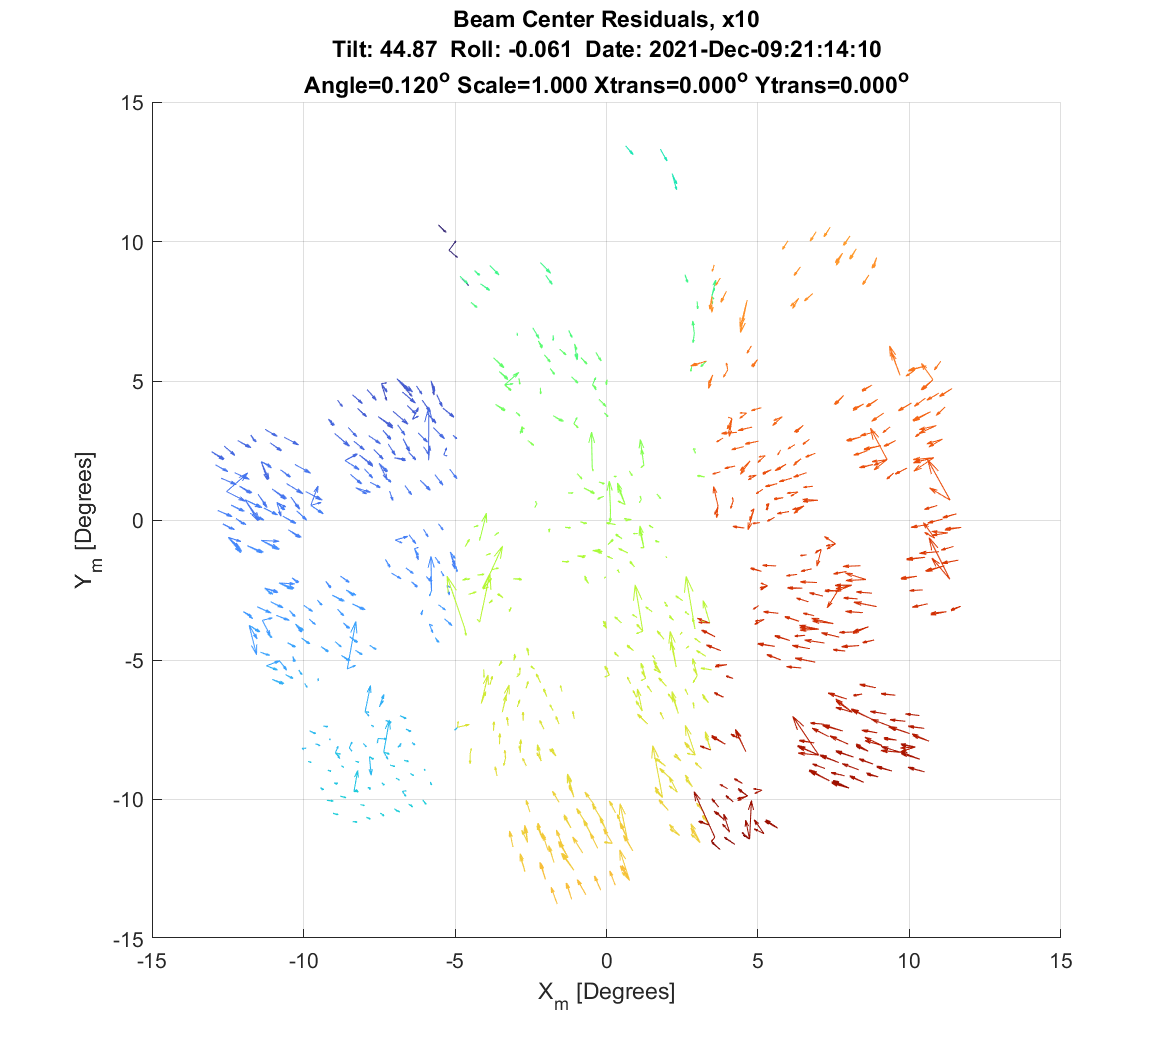 Beam Center Residuals, x10
Tilt: 44.87 Roll: -0.061 Date: 2021-Dec-09:21:14:10
Angle=0.120° Scale=1.000 Xtrans=0.000° Ytrans=0.000°
15
10
5
0
-5
-10
-15
Y_m [Degrees]
-15 -10 -5 0 5 10 15
X_m [Degrees]